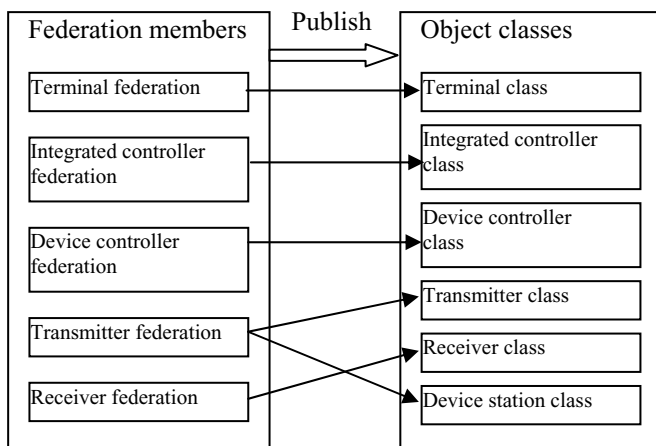 Federation members
Publish
Object classes
Terminal federation
Terminal class
Integrated controller
federation
Integrated controller
class
Device controller
federation
Device controller
class
Transmitter federation
Transmitter class
Receiver federation
Receiver class
Device station class